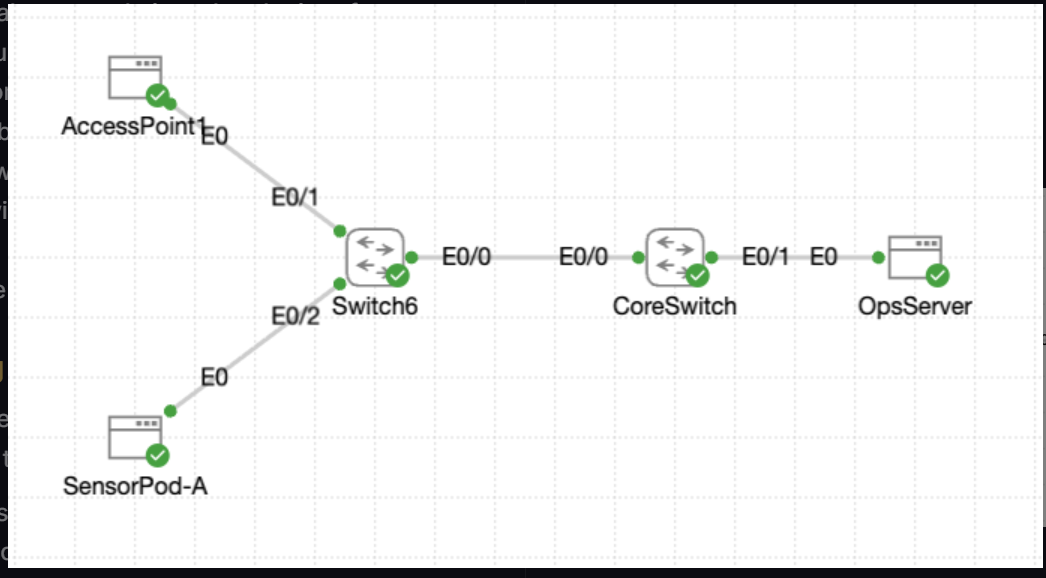 AccessPoint1
E0
E0/1
E0/0
E0/0
E0/1
E0
Switch6
CoreSwitch
OpsServer
E0/2
E0
SensorPod-A